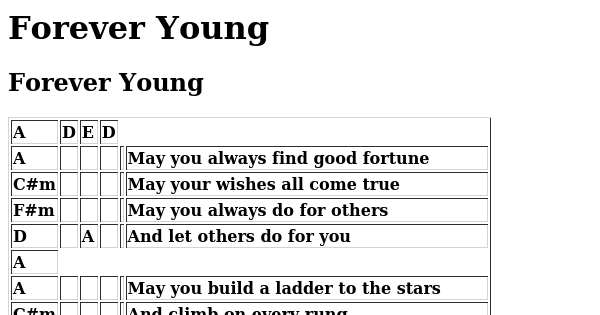 Forever Young
Forever Young
A D E D
A May you always find good fortune
C#m May your wishes all come true
F#m May you always do for others
D A And let others do for you
A
A May you build a ladder to the stars
C#m And climb on every rung